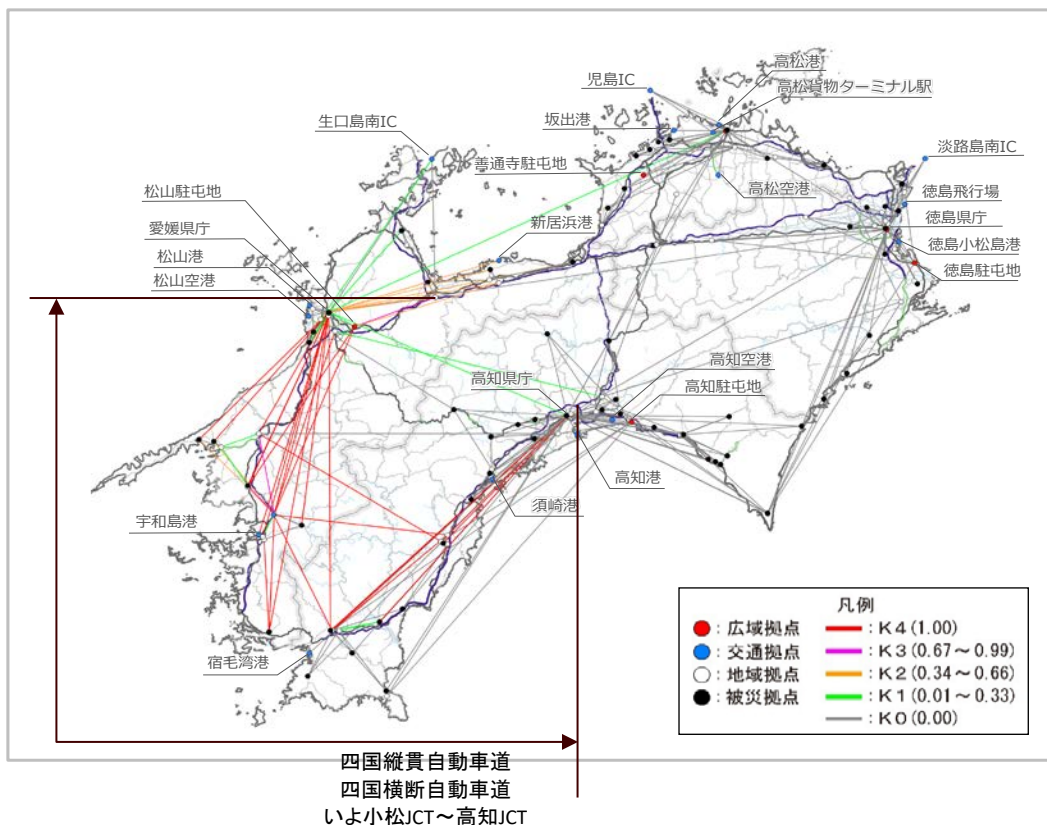 高松港
児島IC
高松貨物ターミナル駅
坂出港
生口島南IC
善通寺駐屯地
淡路島南IC
高松空港
松山駐屯地
徳島飛行場
愛媛県庁
新居浜港
徳島県庁
松山港
徳島小松島港
松山空港
徳島駐屯地
高知空港
高知県庁
高知駐屯地
高知港
須崎港
宇和島港
宿毛湾港
凡例
：広域拠点
：K4(1.00)
：交通拠点
：K3(0.67～0.99)
：地域拠点
：K2(0.34～0.66)
：被災拠点
：K1(0.01～0.33)
：K0(0.00)
四国縦貫自動車道
四国横断自動車道
いよ小松JCT～高知JCT